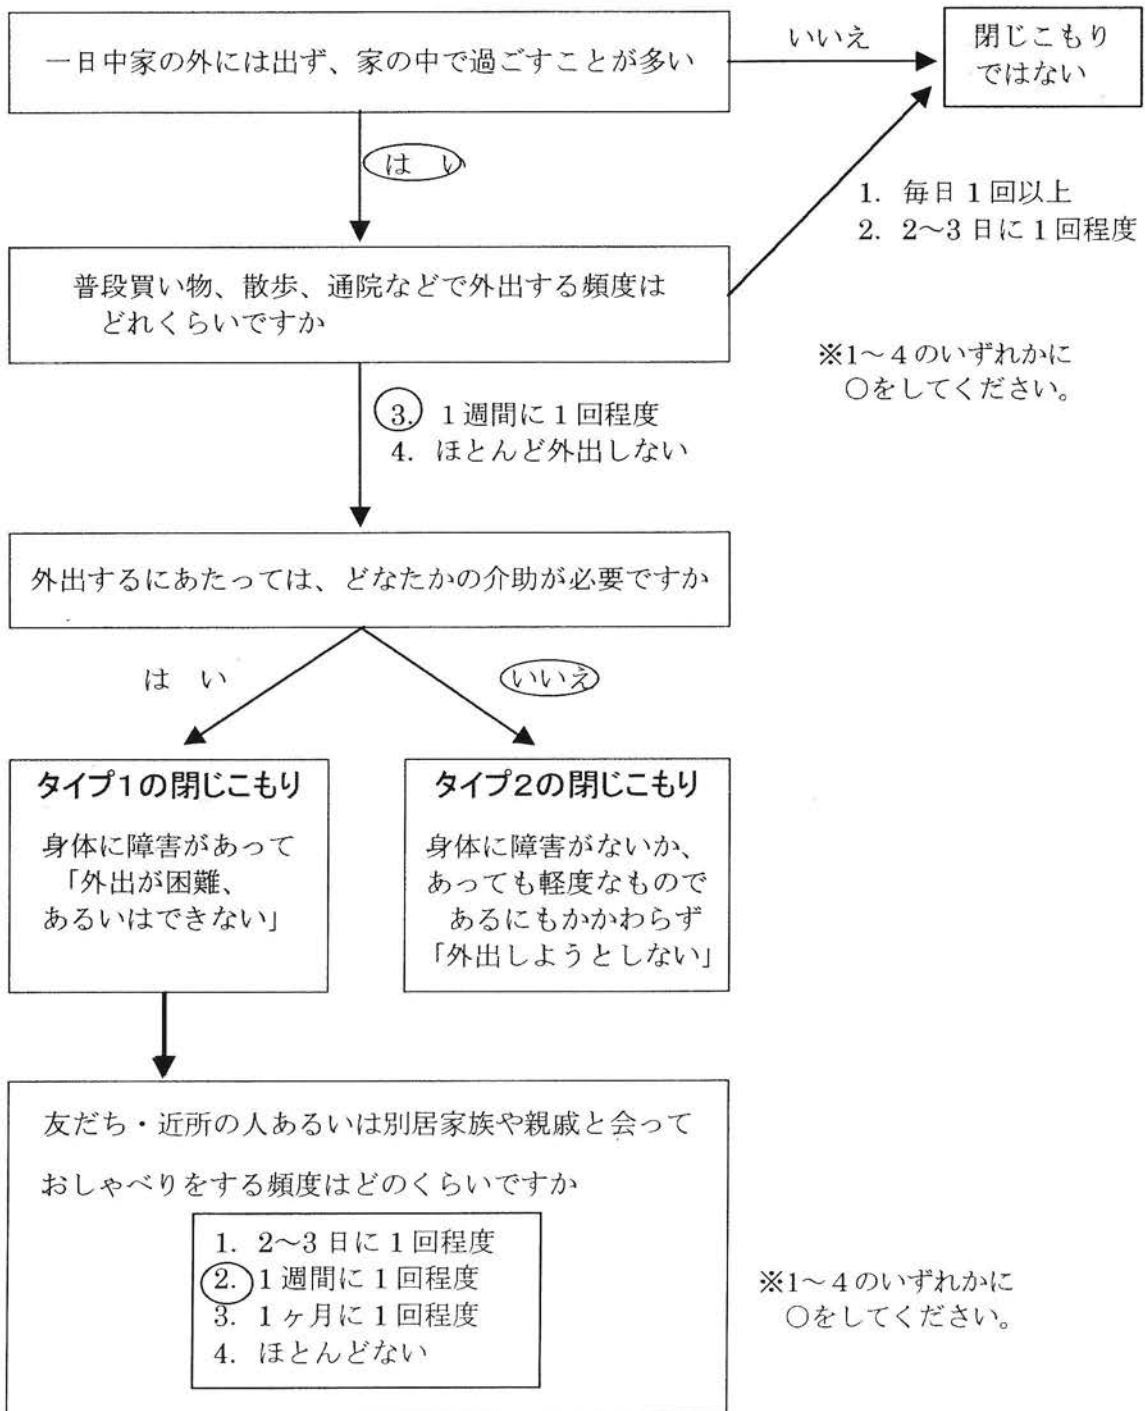 一日中家の外には出ず、家の中で過ごすことが多い
いいえ
閉じこもり
ではない
は い
1. 毎日1回以上
2. 2～3日に1回程度
普段買い物、散歩、通院などで外出する頻度は
どれくらいですか
※1～4のいずれかに
○をしてください。
3. 1週間に1回程度
4. ほとんど外出しない
外出するにあたっては、どなたかの介助が必要ですか
は い
いいえ
タイプ1の閉じこもり
身体に障害があって
「外出が困難、
あるいはできない」
タイプ2の閉じこもり
身体に障害がないか、
あっても軽度なもので
あるにもかかわらず
「外出しようとしない」
友だち・近所の人あるいは別居家族や親戚と会って
おしゃべりをする頻度はどのくらいですか
1. 2～3日に1回程度
2. 1週間に1回程度
3. 1ヶ月に1回程度
4. ほとんどない
※1～4のいずれかに
○をしてください。